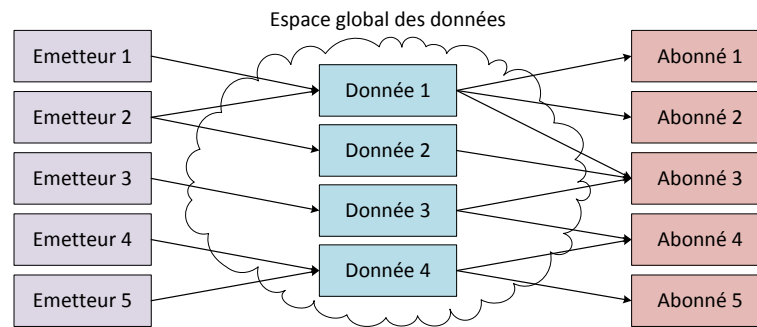 Espace global des données
Emetteur 1
Emetteur 2
Emetteur 3
Emetteur 4
Emetteur 5
Donnée 1
Donnée 2
Donnée 3
Donnée 4
Abonné 1
Abonné 2
Abonné 3
Abonné 4
Abonné 5